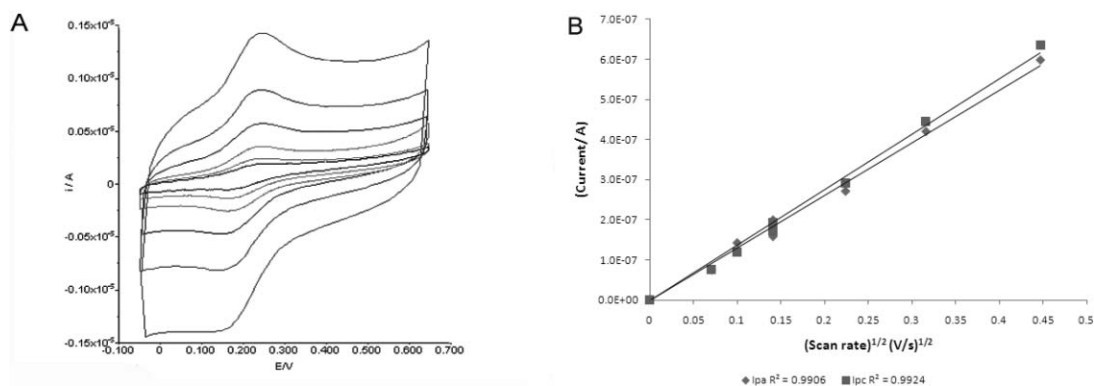 A
I / A
0.15x10⁻⁵
0.10x10⁻⁵
0.05x10⁻⁵
0
-0.05x10⁻⁵
-0.10x10⁻⁵
-0.15x10⁻⁵
-0.100 0 0.100 0.200 0.300 0.400 0.500 0.600 0.700
E/V
B
(Current/ A)
7.0E-07
6.0E-07
5.0E-07
4.0E-07
3.0E-07
2.0E-07
1.0E-07
0.0E+00
0 0.05 0.1 0.15 0.2 0.25 0.3 0.35 0.4 0.45 0.5
(Scan rate)¹ᐟ² (V/s)¹ᐟ²
Ipa R² = 0.9906 Ipc R² = 0.9924